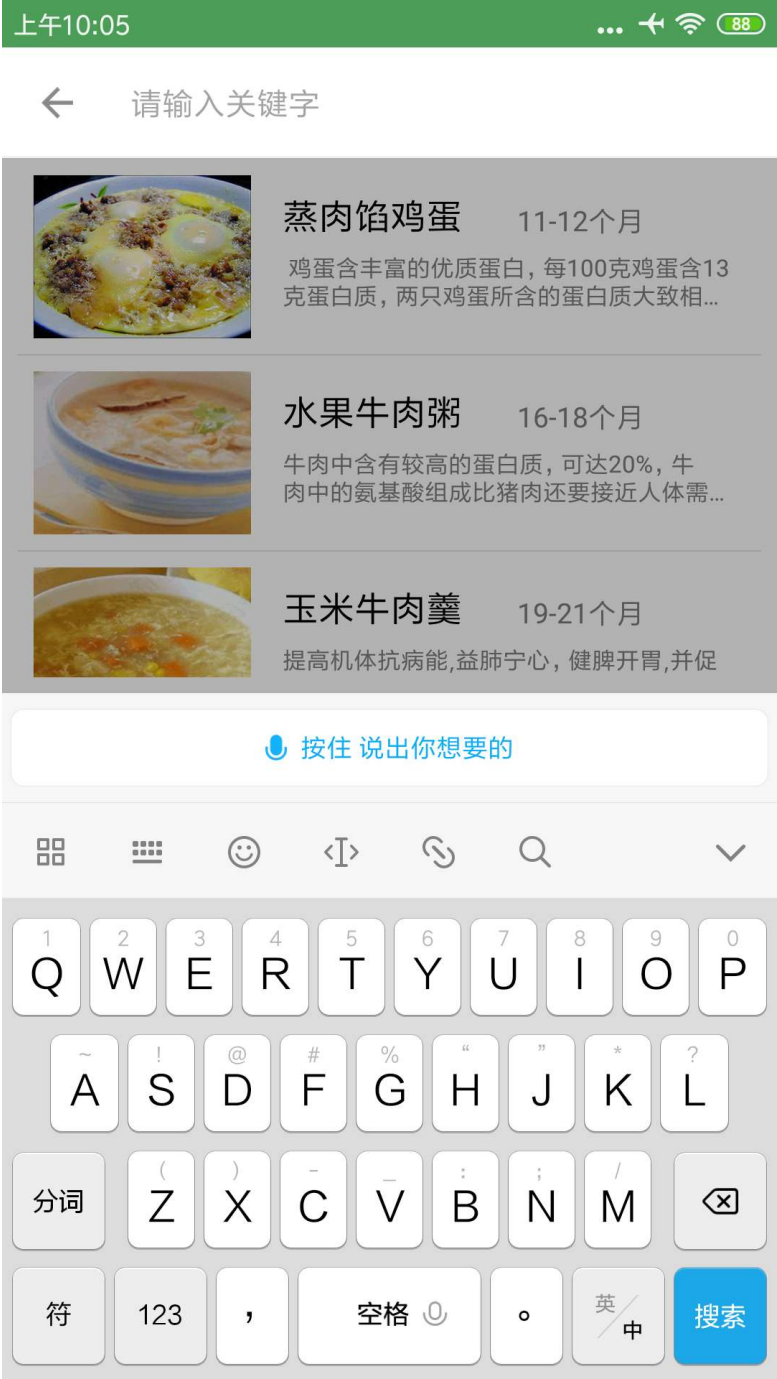 上午10:05
88
请输入关键字
蒸肉馅鸡蛋 11-12个月
鸡蛋含丰富的优质蛋白，每100克鸡蛋含13
克蛋白质，两只鸡蛋所含的蛋白质大致相...
水果牛肉粥 16-18个月
牛肉中含有较高的蛋白质，可达20%，牛
肉中的氨基酸组成比猪肉还要接近人体需...
玉米牛肉羹 19-21个月
提高机体抗病能,益肺宁心，健脾开胃,并促
按住 说出你想要的
1 2 3 4 5 6 7 8 9 0
Q W E R T Y U I O P
~ ! @ # % “ ” * ?
A S D F G H J K L
( ) - _ : ; /
分词 Z X C V B N M
符 123 ， 空格 。 英/中 搜索